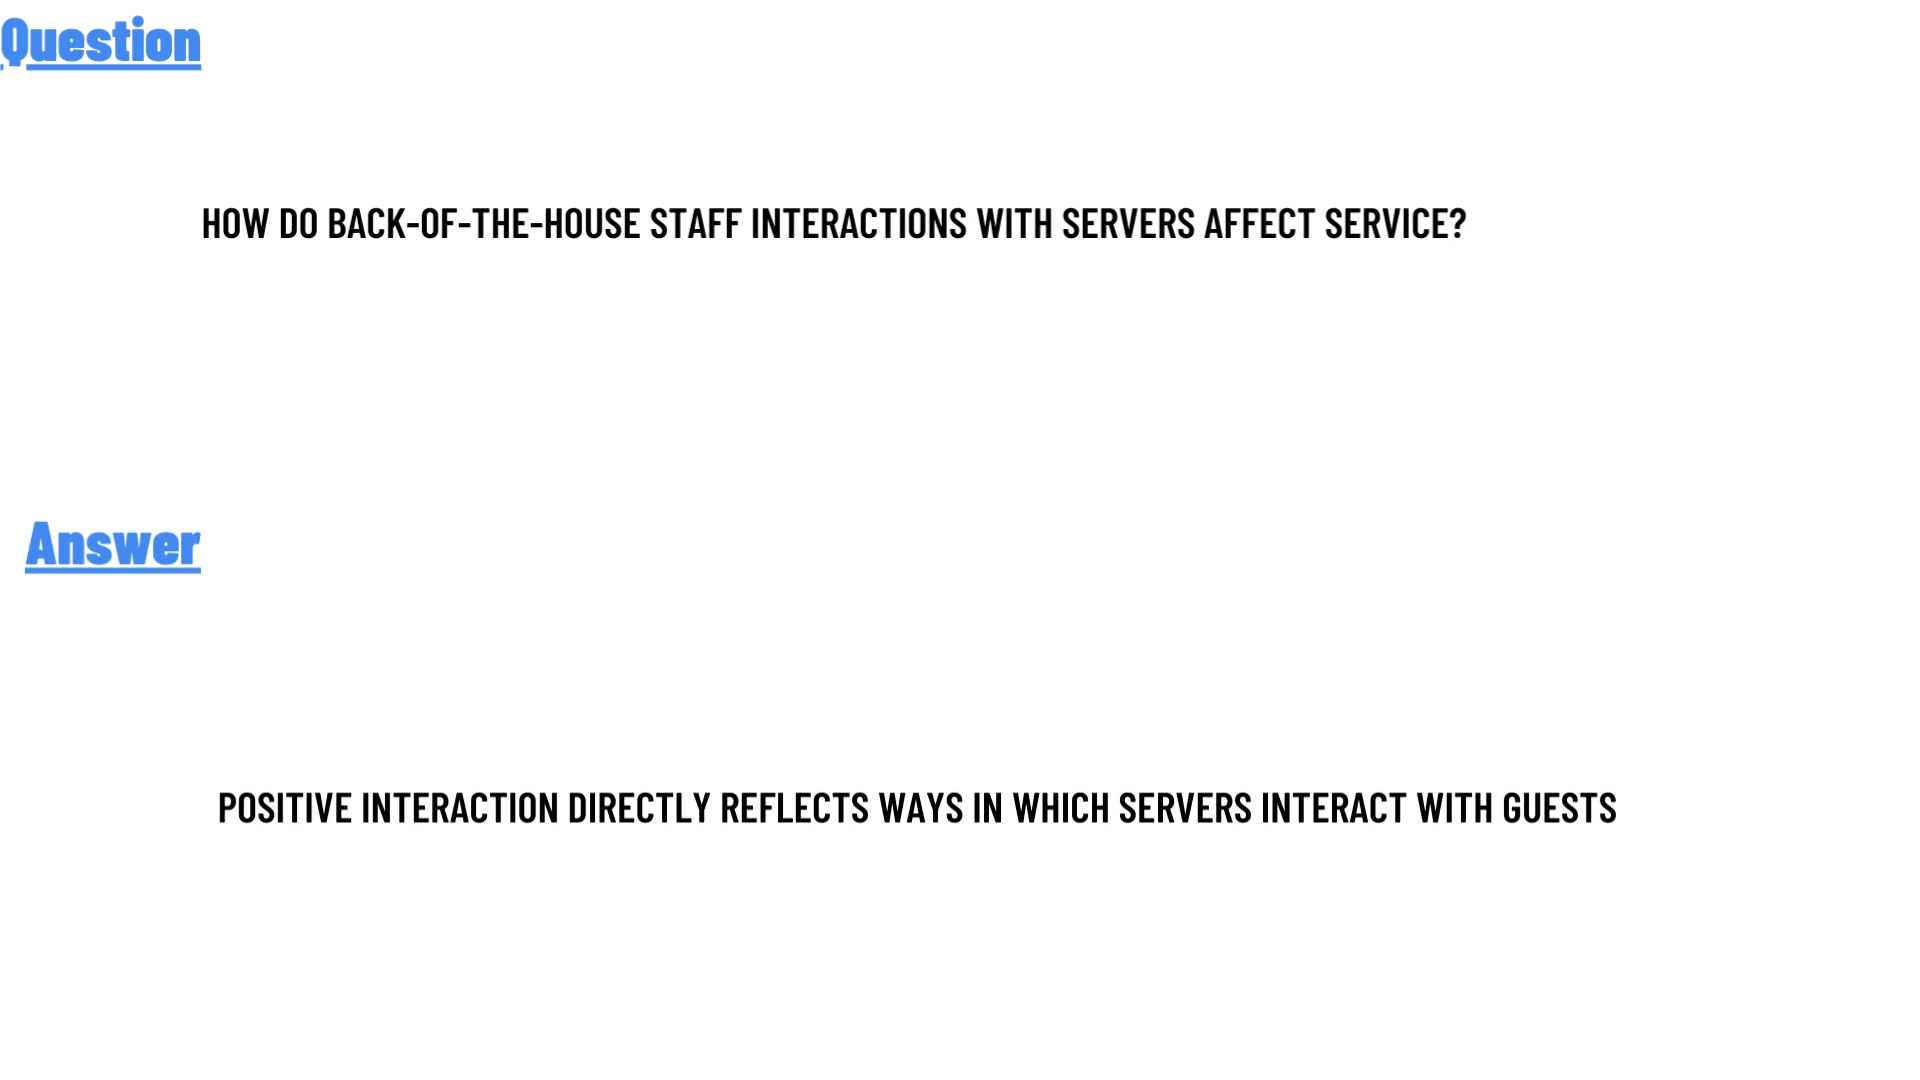 Question
HOW DO BACK-OF-THE-HOUSE STAFF INTERACTIONS WITH SERVERS AFFECT SERVICE?
Answer
POSITIVE INTERACTION DIRECTLY REFLECTS WAYS IN WHICH SERVERS INTERACT WITH GUESTS